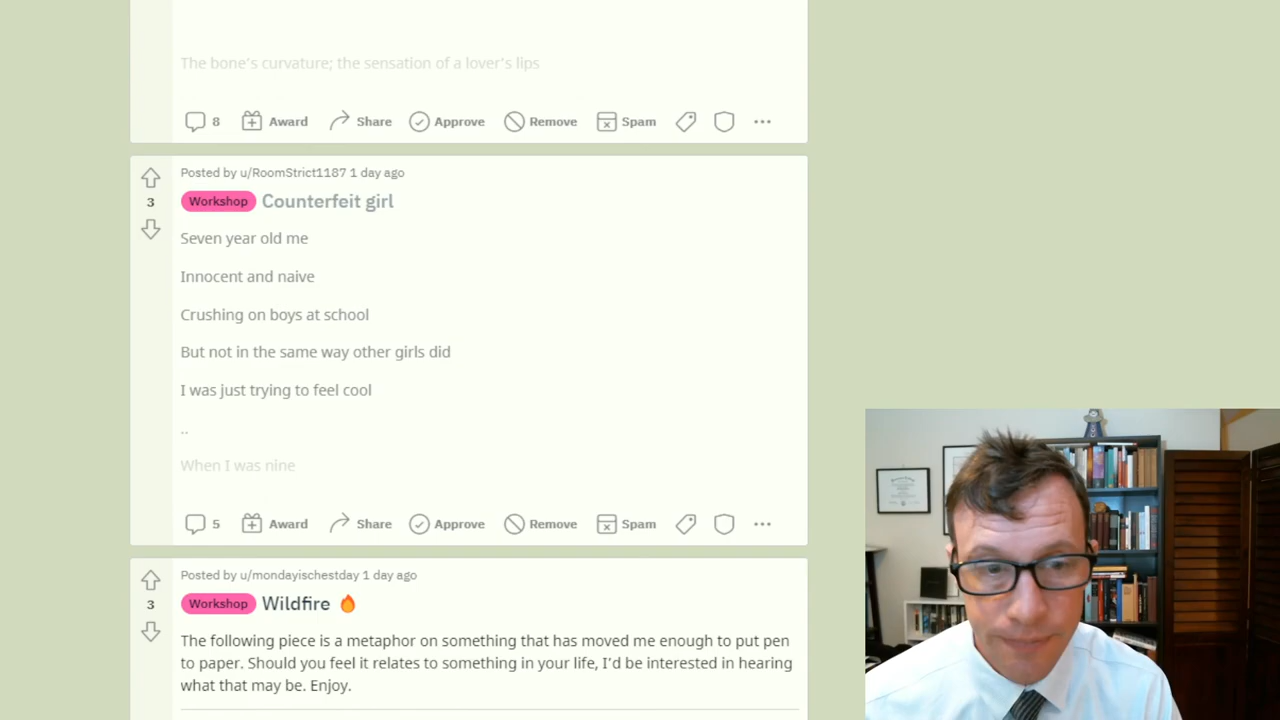 The bone's curvature; the sensation of a lover's lips
8 Award Share Approve Remove Spam ...
Posted by u/RoomStrict1187 1 day ago
3
Workshop Counterfeit girl
Seven year old me
Innocent and naive
Crushing on boys at school
But not in the same way other girls did
I was just trying to feel cool
..
When I was nine
5 Award Share Approve Remove Spam ...
Posted by u/mondayischestday 1 day ago
3
Workshop Wildfire 🔥
The following piece is a metaphor on something that has moved me enough to put pen
to paper. Should you feel it relates to something in your life, I'd be interested in hearing
what that may be. Enjoy.